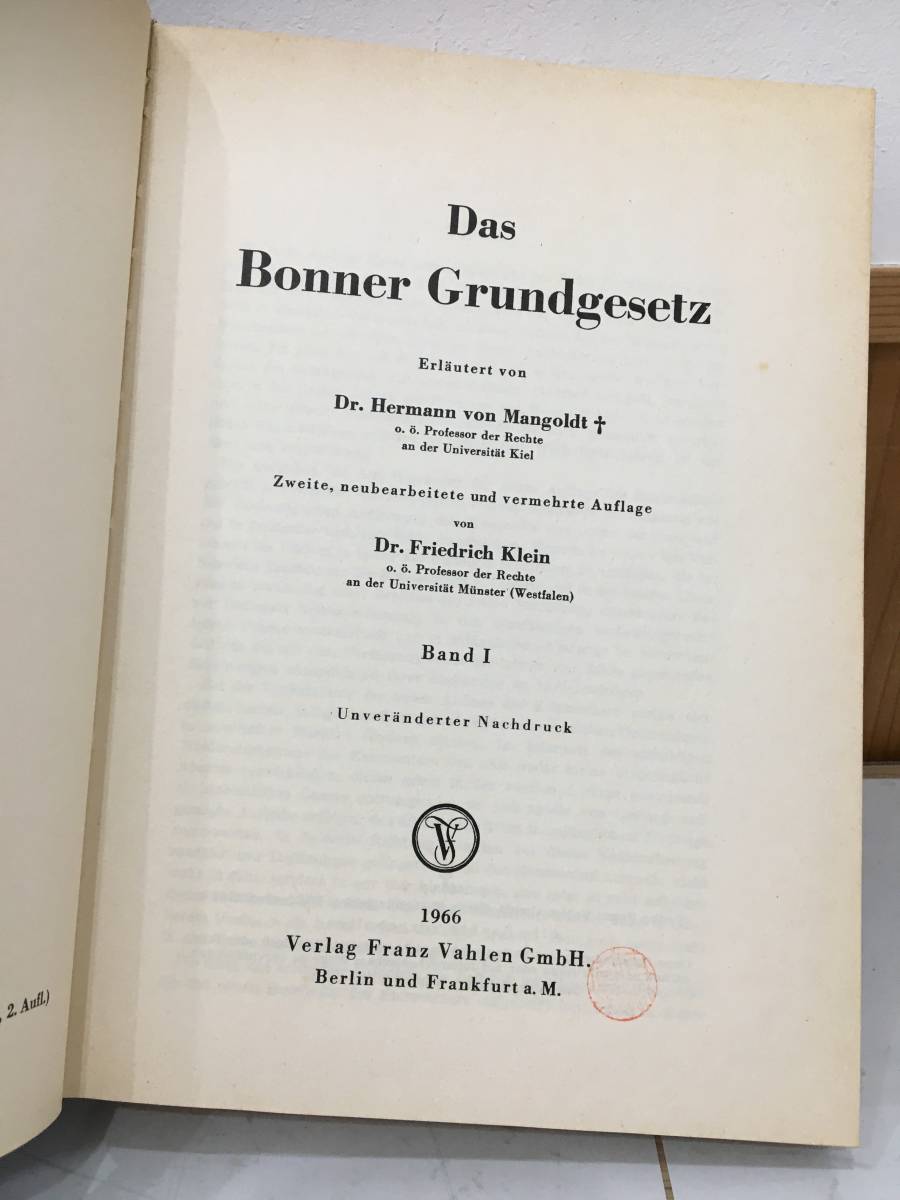 Das
Bonner Grundgesetz
Erläutert von
Dr. Hermann von Mangoldt †
o. ö. Professor der Rechte
an der Universität Kiel
Zweite, neubearbeitete und vermehrte Auflage
von
Dr. Friedrich Klein
o. ö. Professor der Rechte
an der Universität Münster (Westfalen)
Band I
Unveränderter Nachdruck
1966
Verlag Franz Vahlen GmbH.
Berlin und Frankfurt a. M.
, 2. Aufl.)